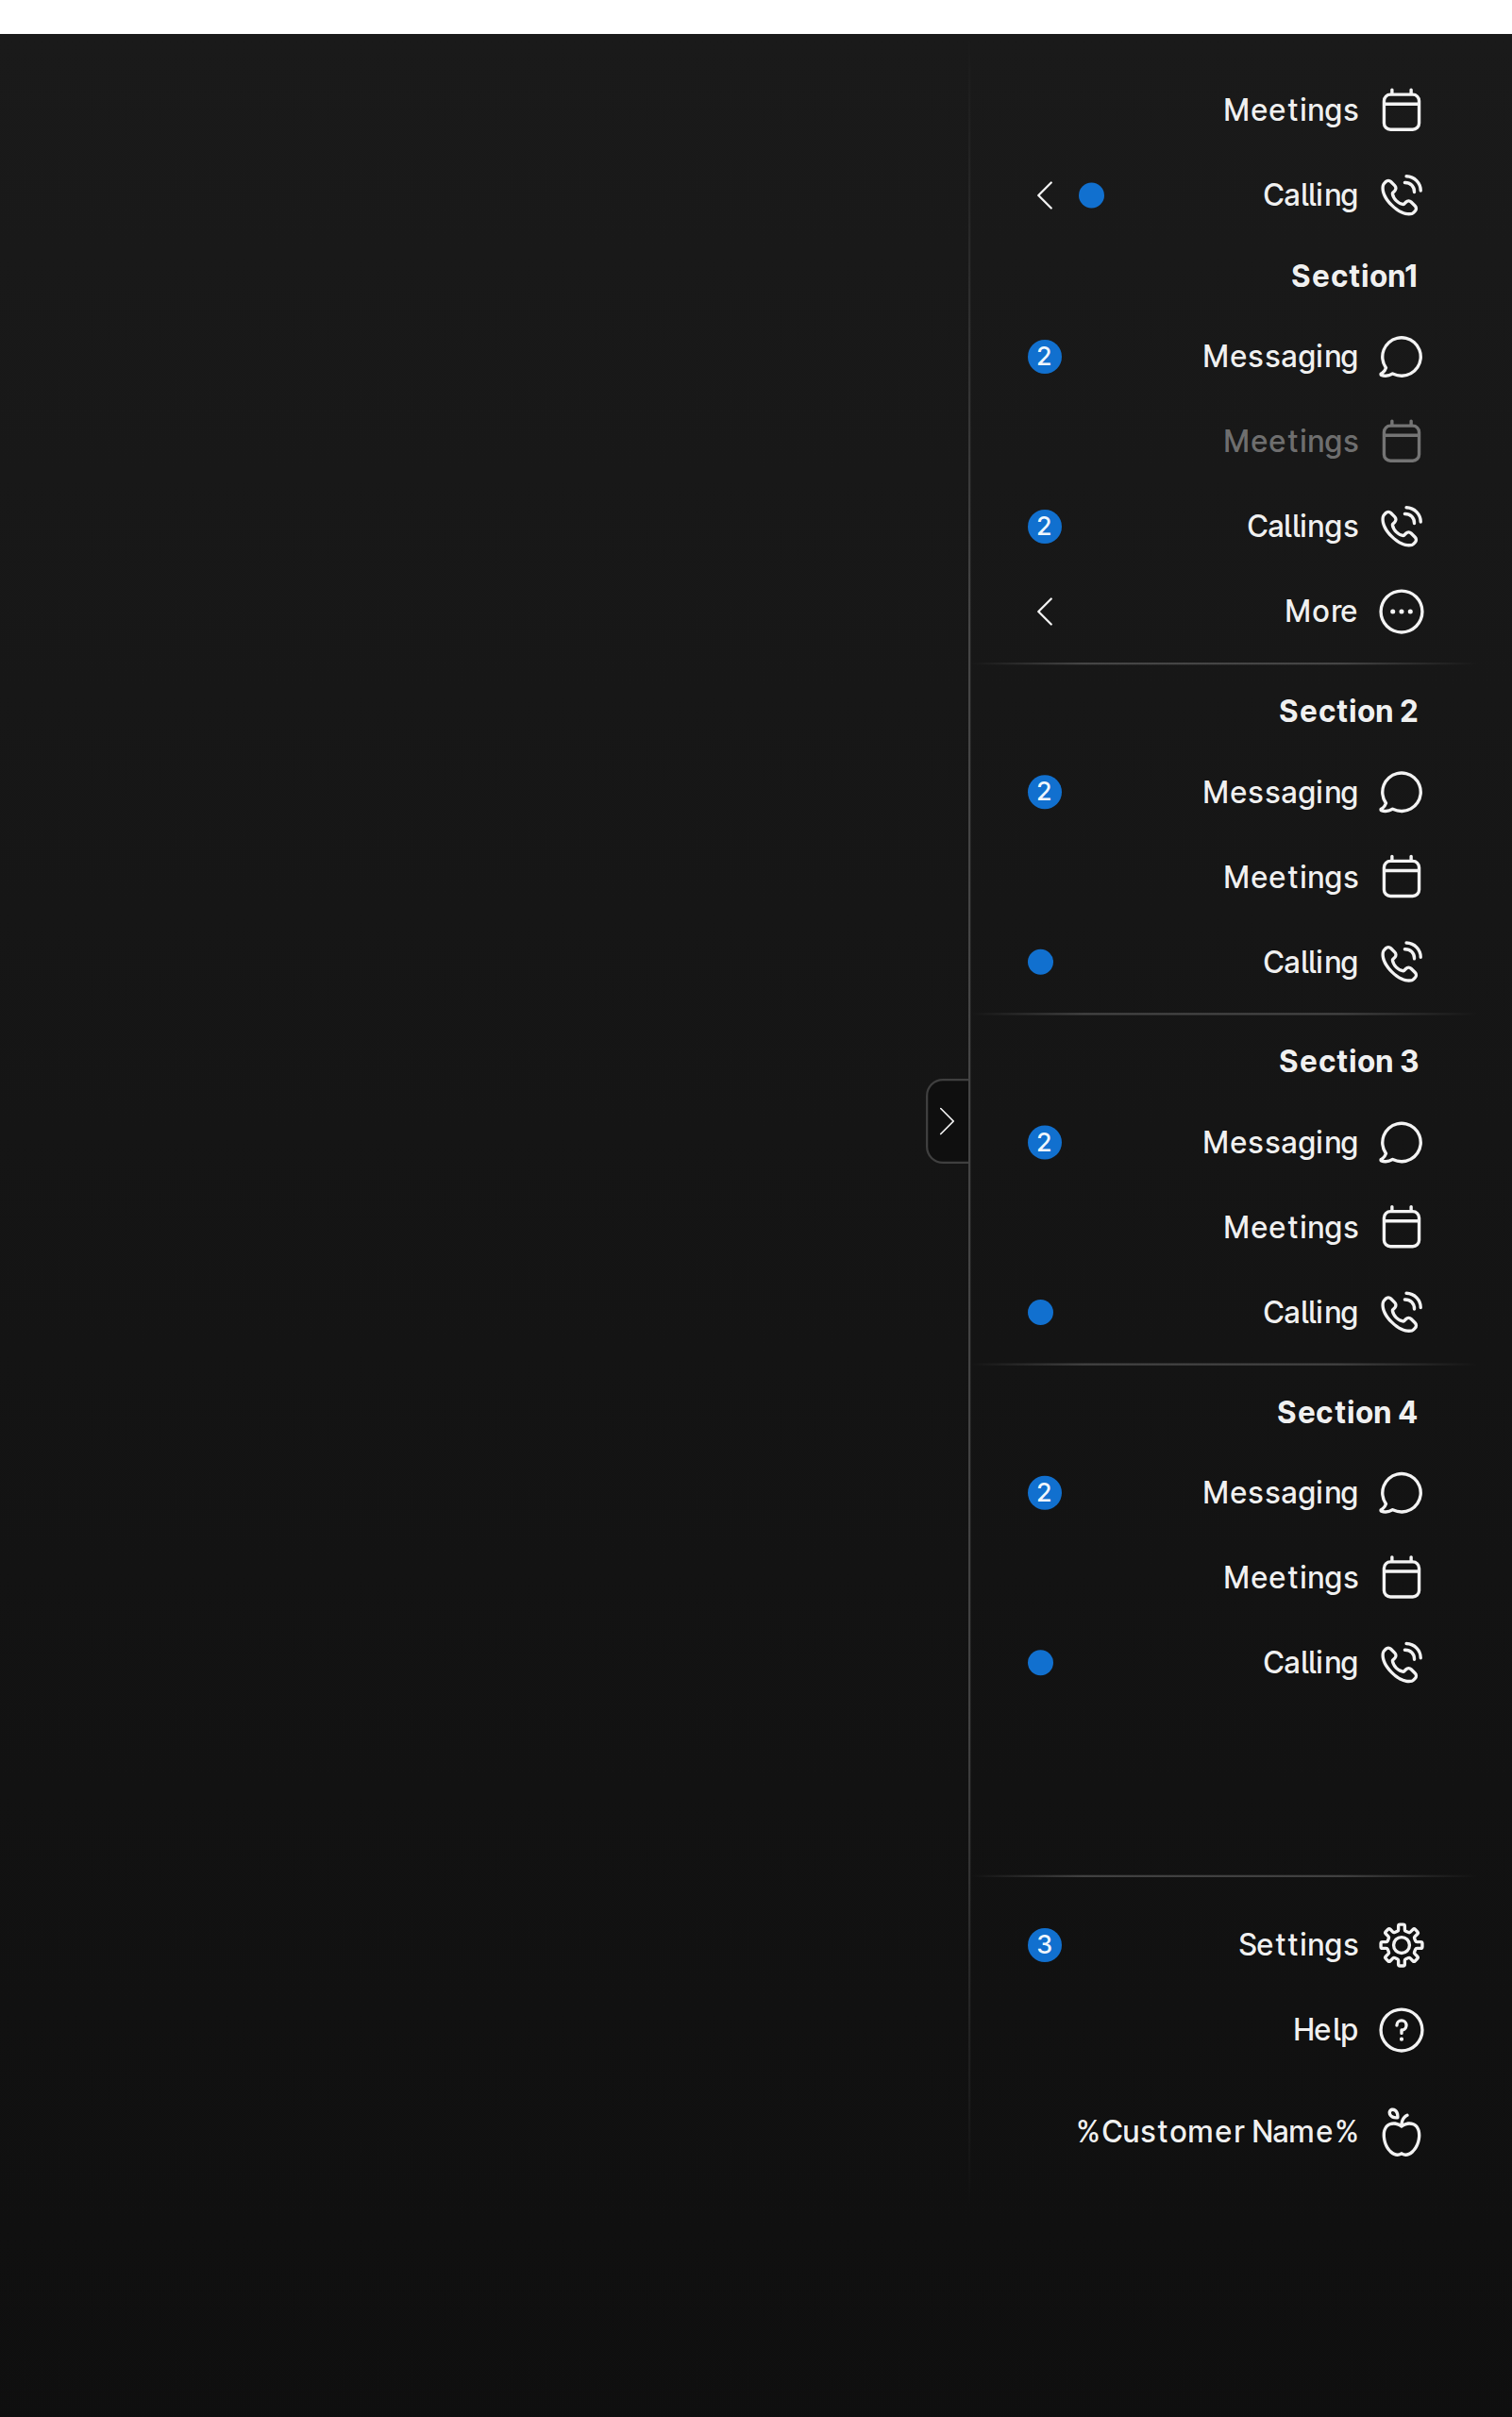 Meetings
Calling
Section1
2 Messaging
Meetings
2 Callings
More
Section 2
2 Messaging
Meetings
Calling
Section 3
2 Messaging
Meetings
Calling
Section 4
2 Messaging
Meetings
Calling
3 Settings
Help
%Customer Name%